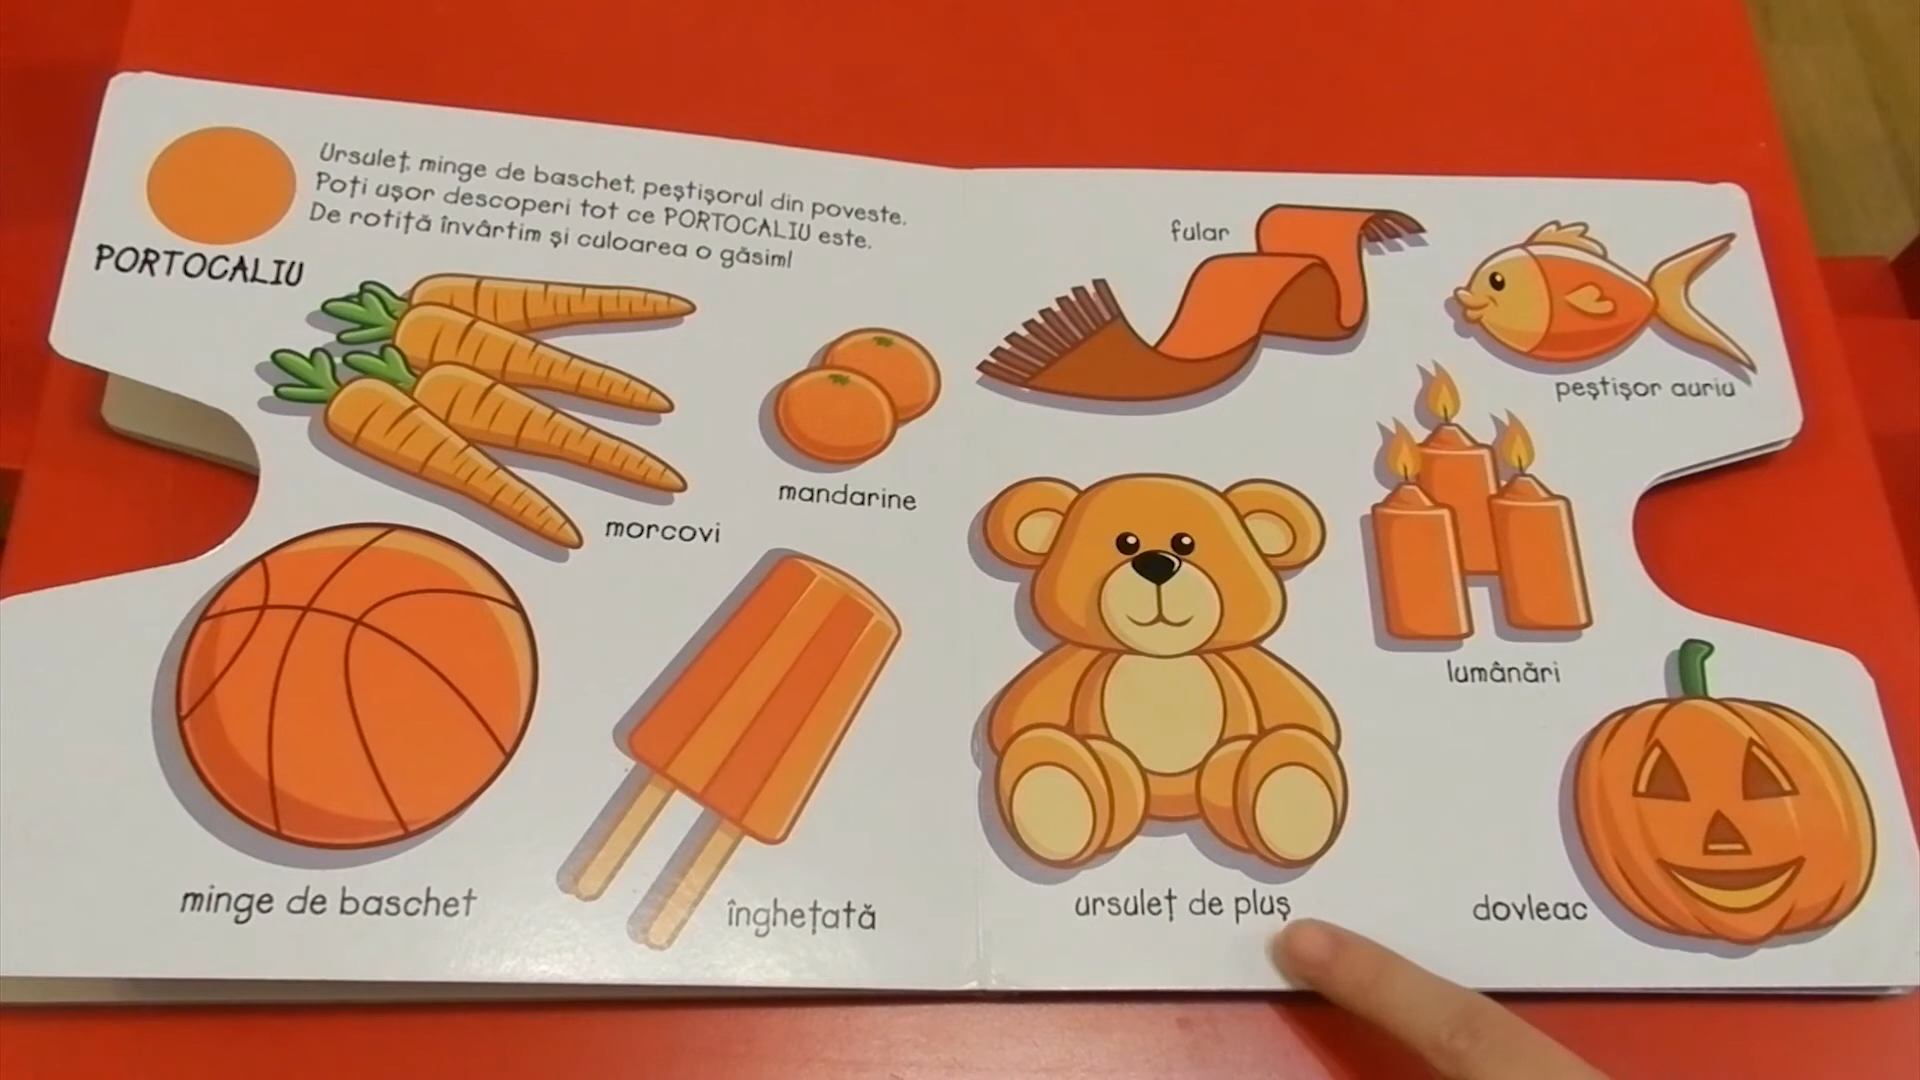 Ursuleț, minge de baschet, peștișorul din poveste.
Poți ușor descoperi tot ce PORTOCALIU este.
De rotiță învârtim și culoarea o găsim!
PORTOCALIU
morcovi
mandarine
minge de baschet
înghețată
fular
peștișor auriu
lumânări
ursuleț de pluș
dovleac